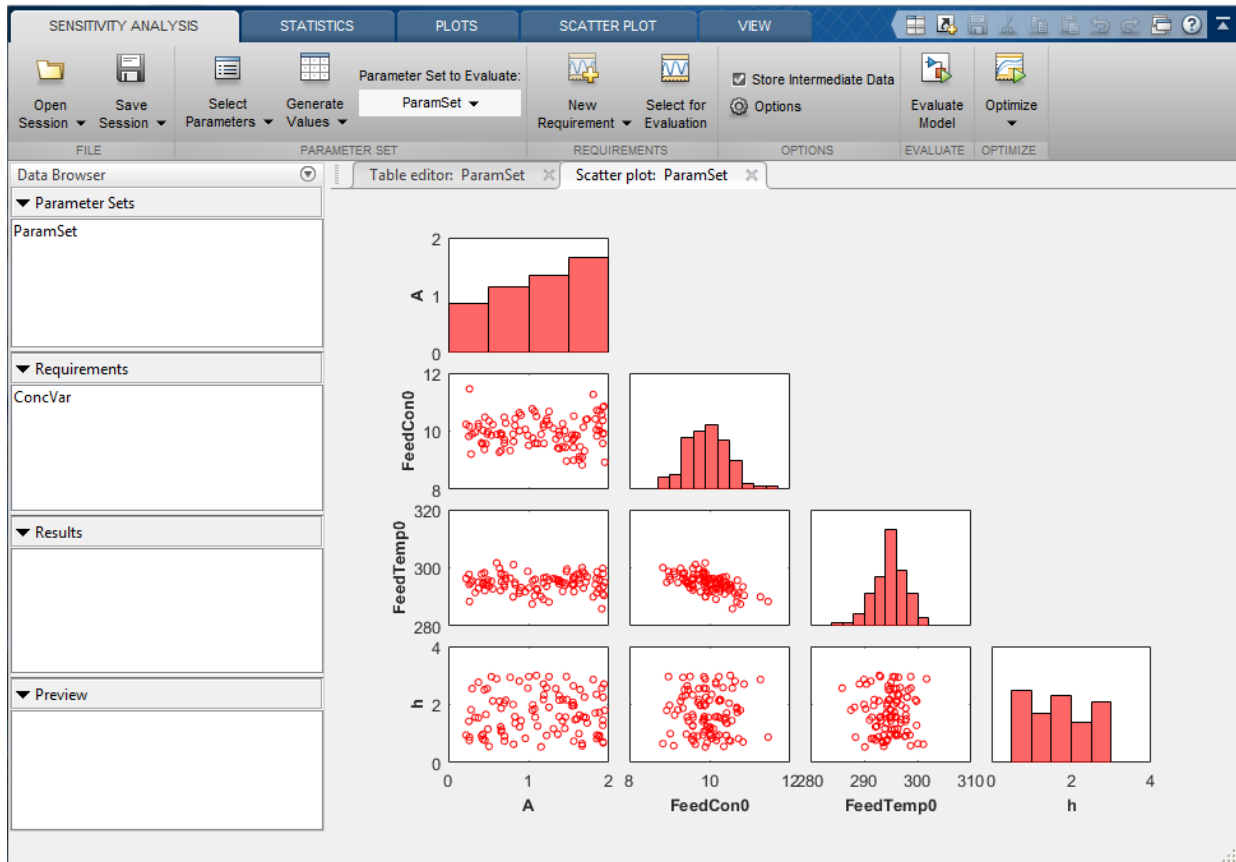 SENSITIVITY ANALYSIS STATISTICS PLOTS SCATTER PLOT VIEW
Open Session
Save Session
Select Parameters
Generate Values
Parameter Set to Evaluate:
ParamSet
New Requirement
Select for Evaluation
Store Intermediate Data
Options
Evaluate Model
Optimize
FILE PARAMETER SET REQUIREMENTS OPTIONS EVALUATE OPTIMIZE
Data Browser
Parameter Sets
ParamSet
Requirements
ConcVar
Results
Preview
Table editor: ParamSet Scatter plot: ParamSet
2
1
0
A
12
10
8
FeedCon0
320
300
280
FeedTemp0
4
2
0
h
0 1 2 8 10 12 280 290 300 310 0 2 4
A FeedCon0 FeedTemp0 h